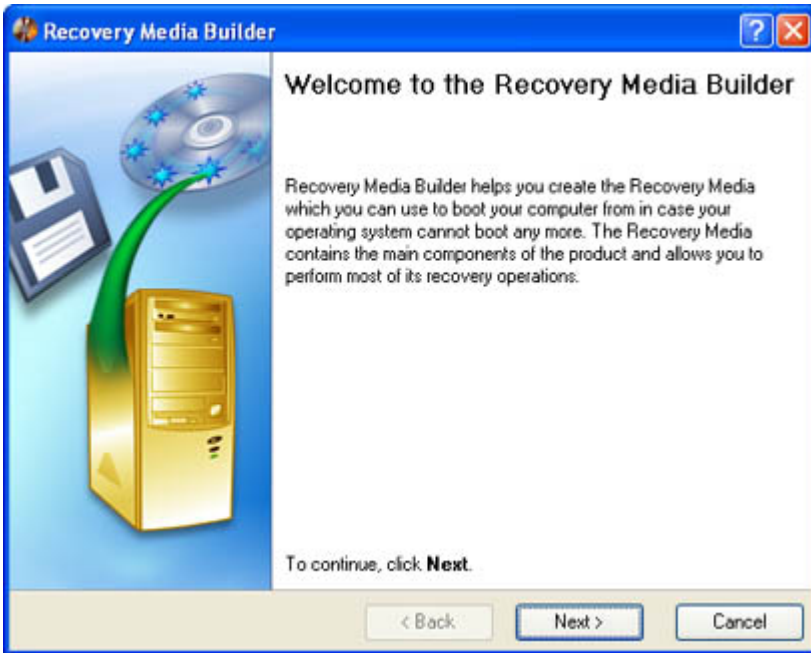 Recovery Media Builder
Welcome to the Recovery Media Builder
Recovery Media Builder helps you create the Recovery Media
which you can use to boot your computer from in case your
operating system cannot boot any more. The Recovery Media
contains the main components of the product and allows you to
perform most of its recovery operations.
To continue, click Next.
< Back
Next >
Cancel